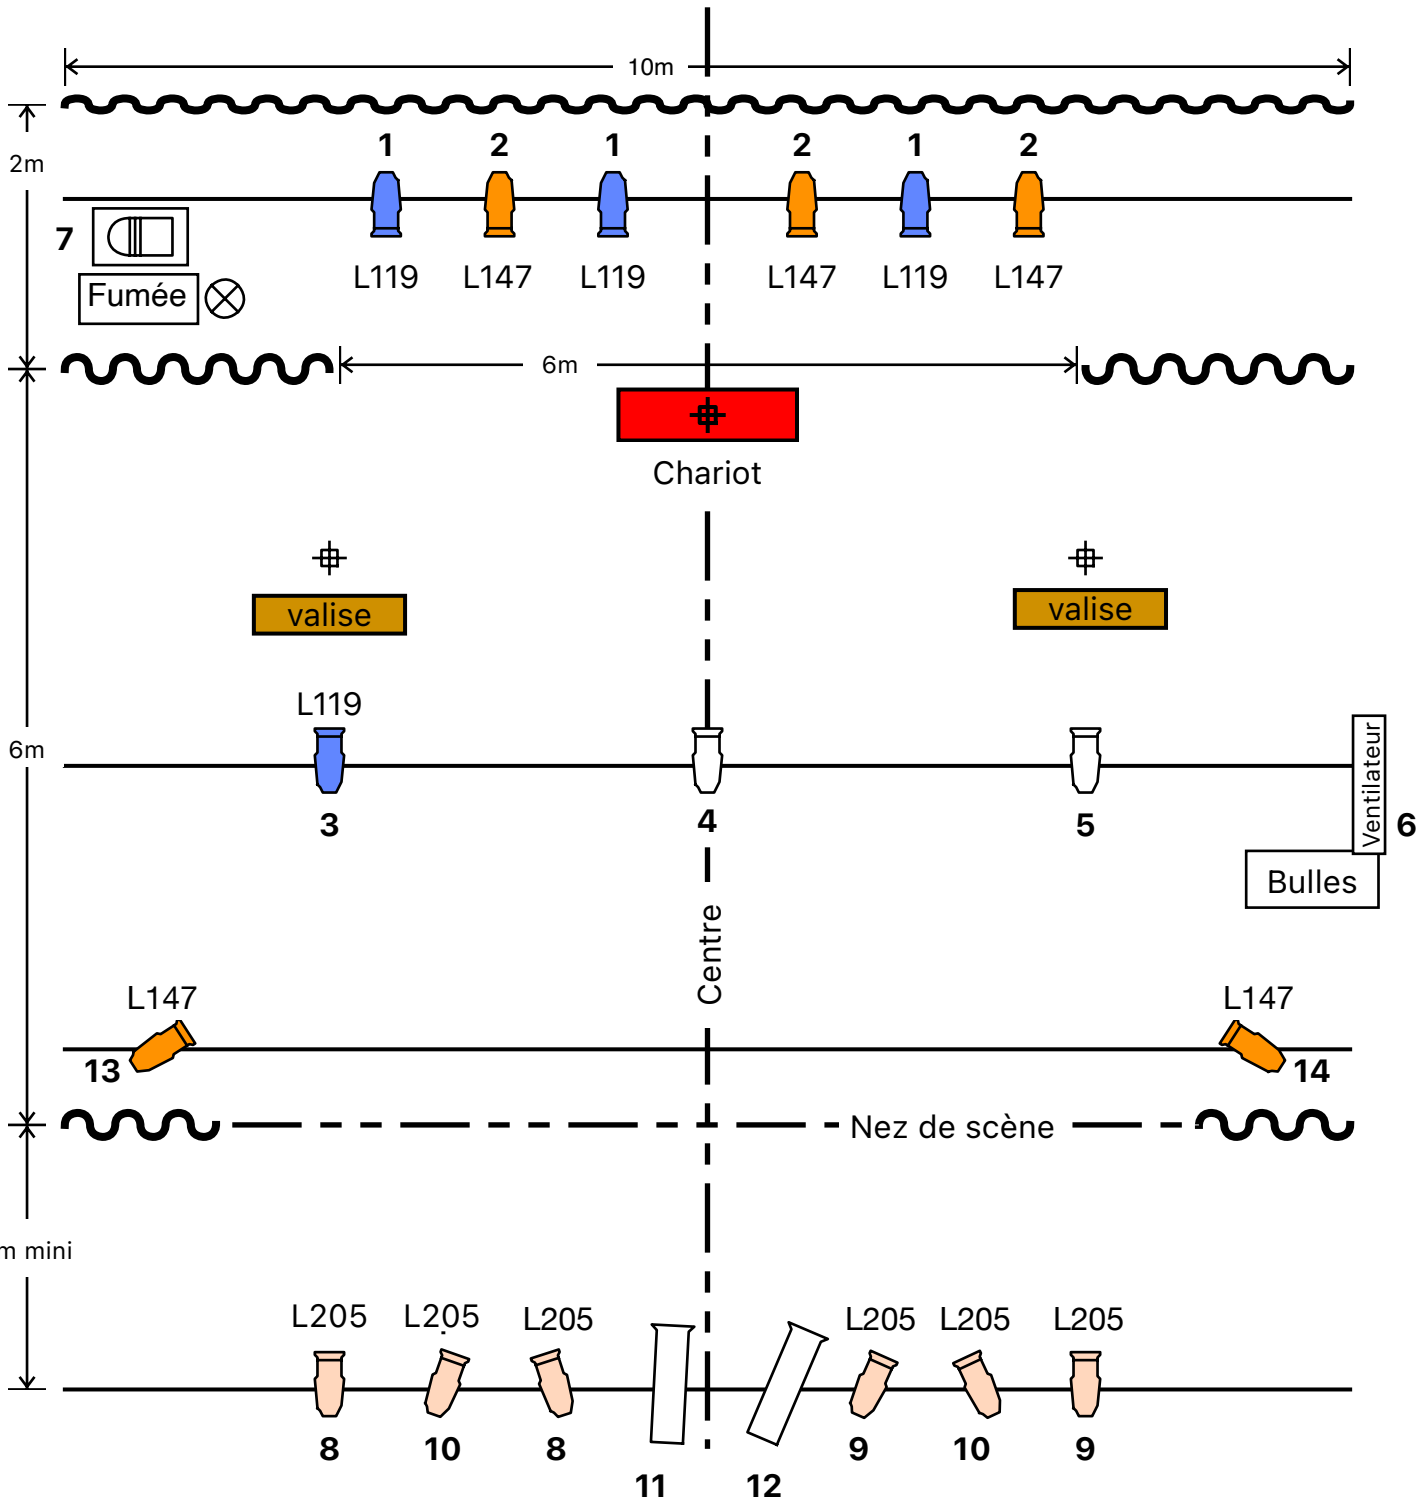 10m
1 2 1 2 1 2
2m
7
L119 L147 L119 L147 L119 L147
Fumée
6m
Chariot
valise valise
L119
6m
Ventilateur
3 4 5 6
Bulles
Centre
L147 L147
13 14
Nez de scène
m mini
L205 L205 L205 L205 L205 L205
8 10 8 9 10 9
11 12